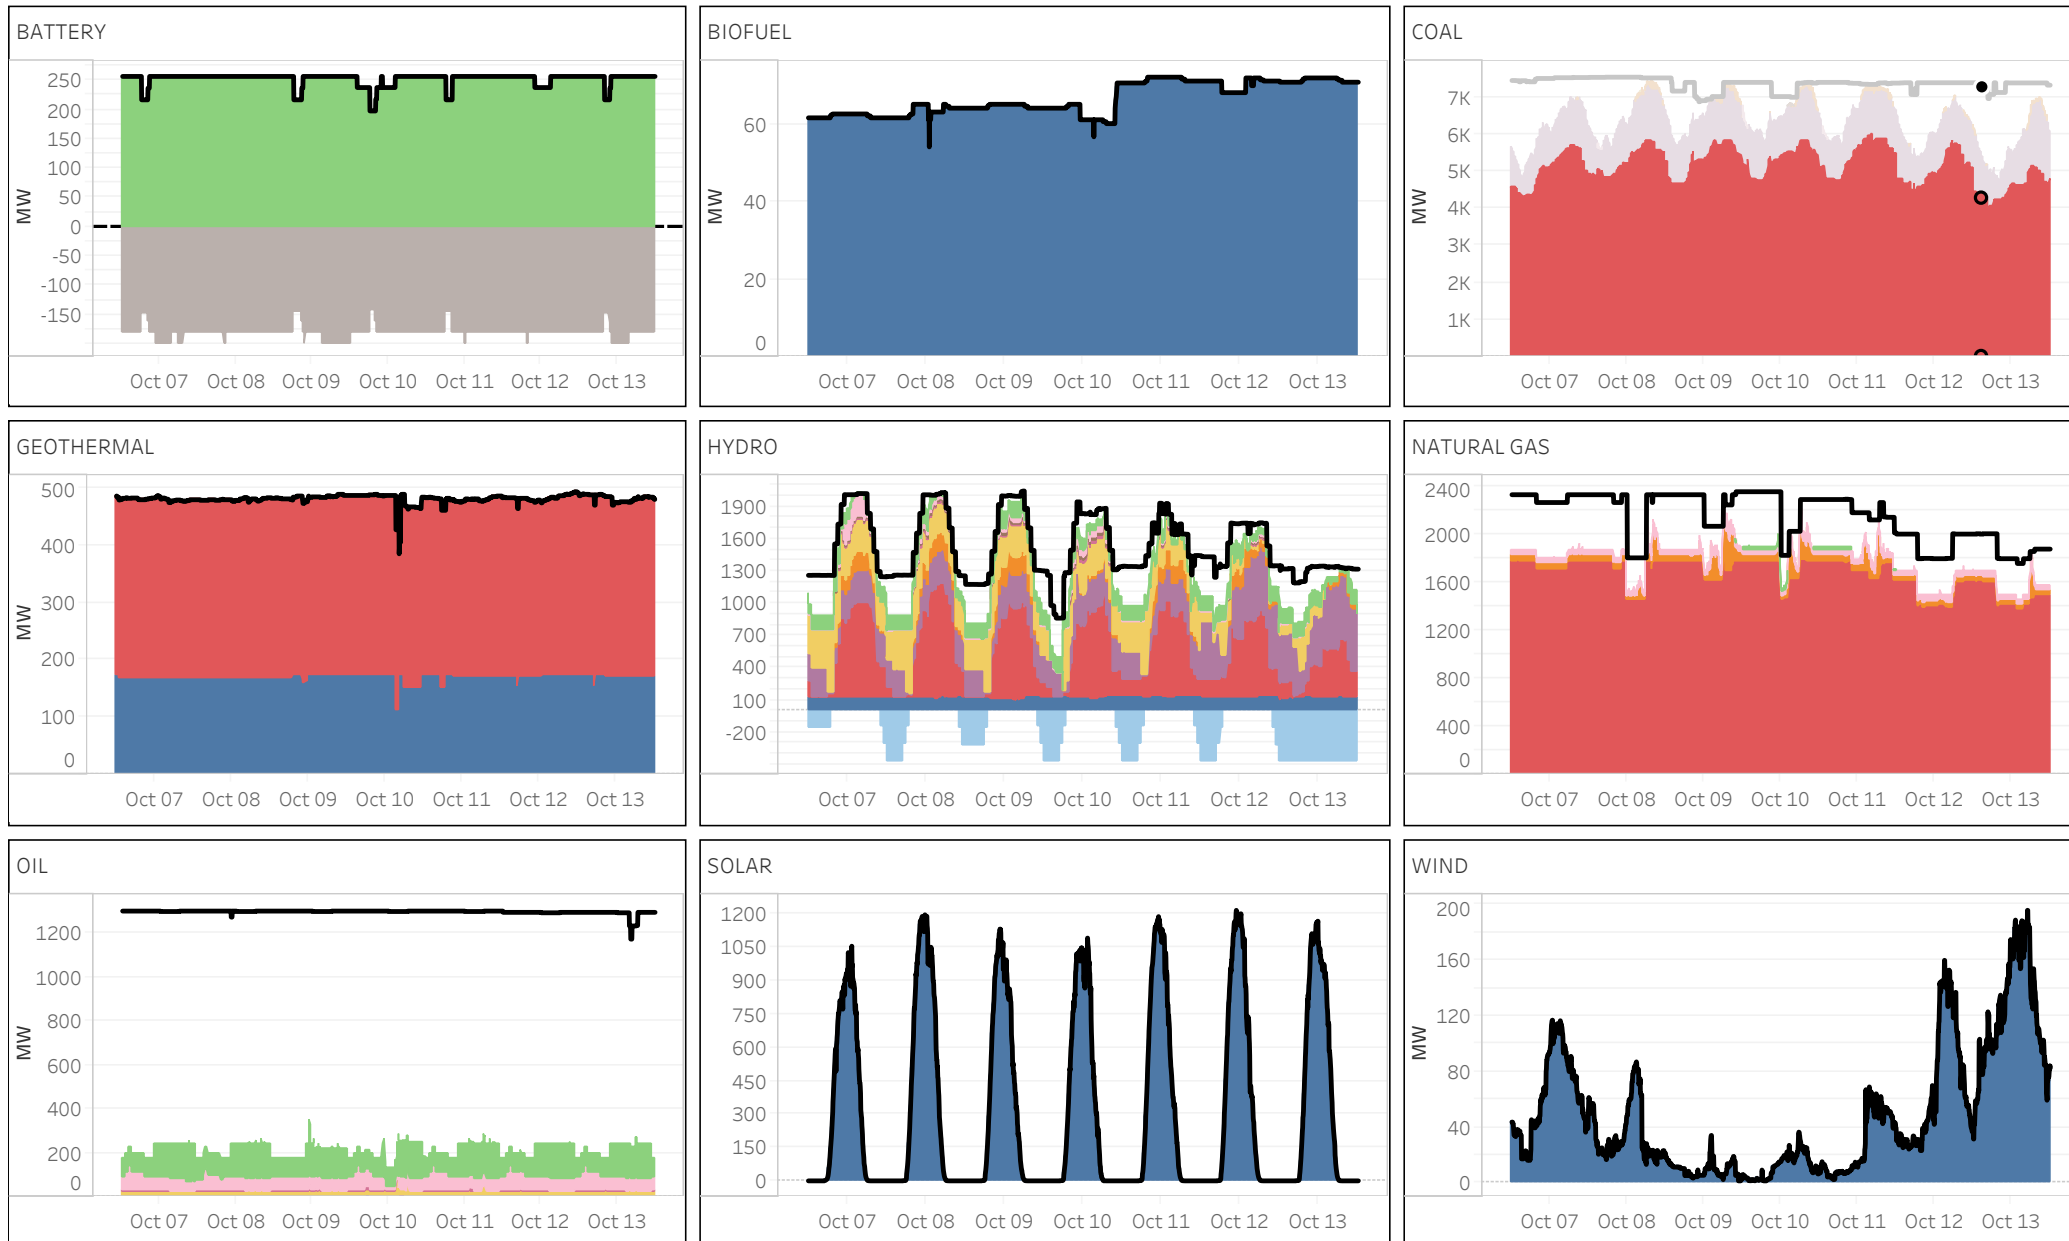 BATTERY
MW
250
200
150
100
50
0
-50
-100
-150
Oct 07 Oct 08 Oct 09 Oct 10 Oct 11 Oct 12 Oct 13
BIOFUEL
MW
60
40
20
0
Oct 07 Oct 08 Oct 09 Oct 10 Oct 11 Oct 12 Oct 13
COAL
MW
7K
6K
5K
4K
3K
2K
1K
Oct 07 Oct 08 Oct 09 Oct 10 Oct 11 Oct 12 Oct 13
GEOTHERMAL
MW
500
400
300
200
100
0
Oct 07 Oct 08 Oct 09 Oct 10 Oct 11 Oct 12 Oct 13
HYDRO
MW
1900
1600
1300
1000
700
400
100
-200
Oct 07 Oct 08 Oct 09 Oct 10 Oct 11 Oct 12 Oct 13
NATURAL GAS
MW
2400
2000
1600
1200
800
400
0
Oct 07 Oct 08 Oct 09 Oct 10 Oct 11 Oct 12 Oct 13
OIL
MW
1200
1000
800
600
400
200
0
Oct 07 Oct 08 Oct 09 Oct 10 Oct 11 Oct 12 Oct 13
SOLAR
MW
1200
1050
900
750
600
450
300
150
0
Oct 07 Oct 08 Oct 09 Oct 10 Oct 11 Oct 12 Oct 13
WIND
MW
200
160
120
80
40
0
Oct 07 Oct 08 Oct 09 Oct 10 Oct 11 Oct 12 Oct 13